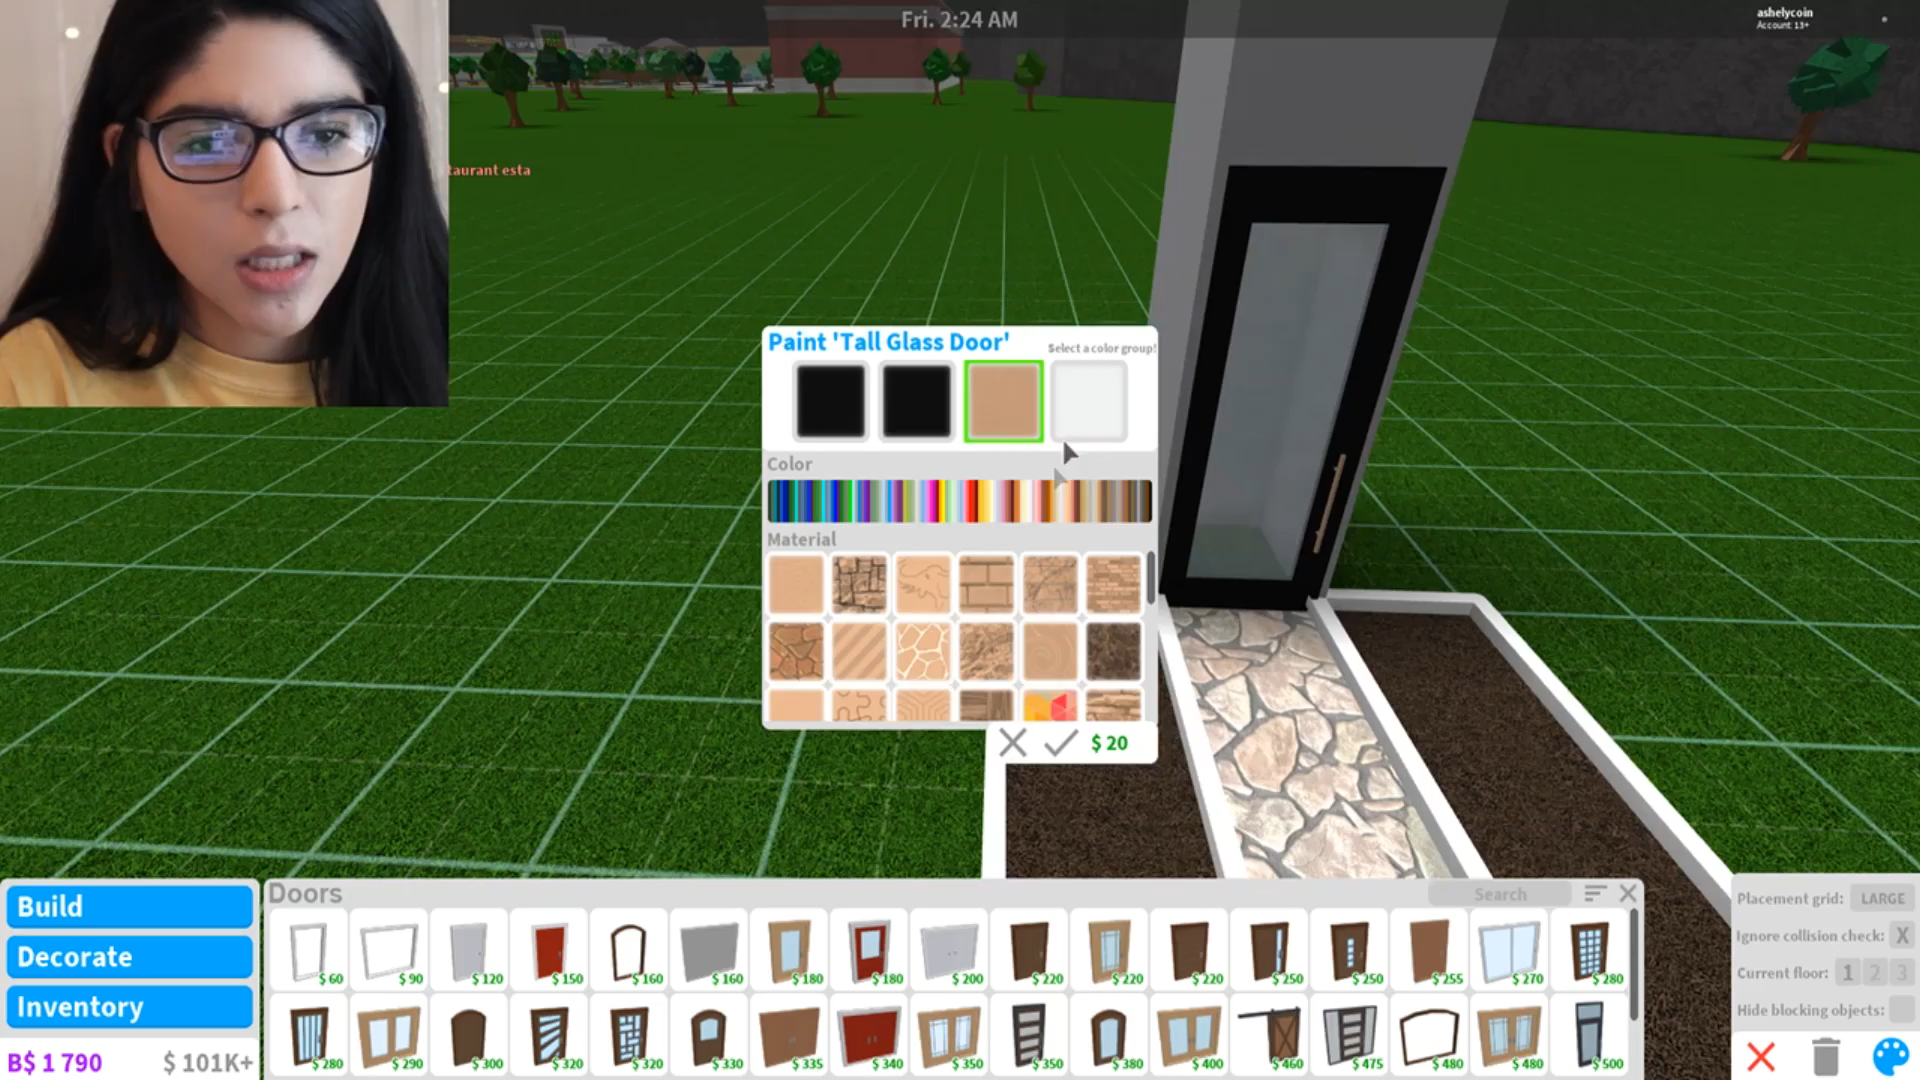 Fri. 2:24 AM
ashelycoin
Account: 13+
taurant esta
Paint 'Tall Glass Door'
Select a color group!
Color
Material
$ 20
Build
Decorate
Inventory
B$ 1 790
$ 101K+
Doors
Search
$ 60
$ 90
$ 120
$ 150
$ 160
$ 160
$ 180
$ 180
$ 200
$ 220
$ 220
$ 220
$ 250
$ 250
$ 255
$ 270
$ 280
$ 280
$ 290
$ 300
$ 320
$ 320
$ 330
$ 335
$ 340
$ 350
$ 350
$ 380
$ 400
$ 460
$ 475
$ 480
$ 480
$ 500
Placement grid: LARGE
Ignore collision check: X
Current floor: 1 2 3
Hide blocking objects: